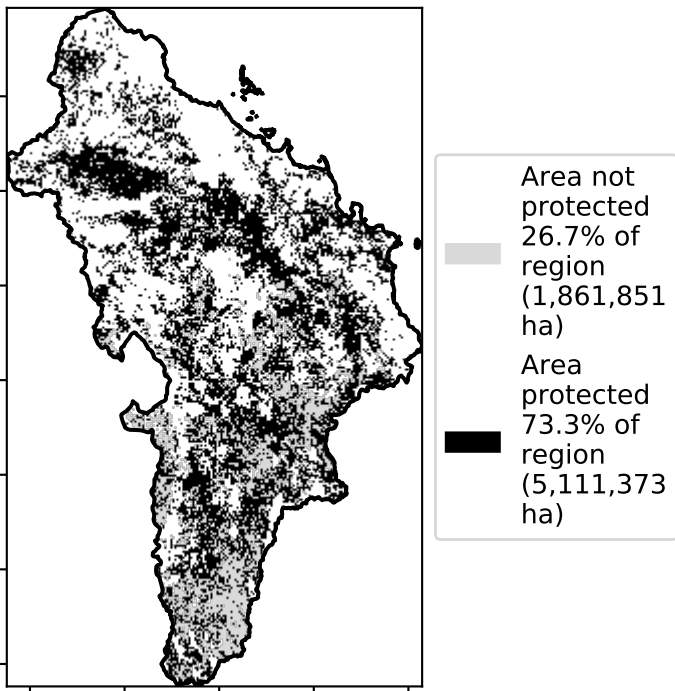 Area not
protected
26.7% of
region
(1,861,851
ha)
Area
protected
73.3% of
region
(5,111,373
ha)